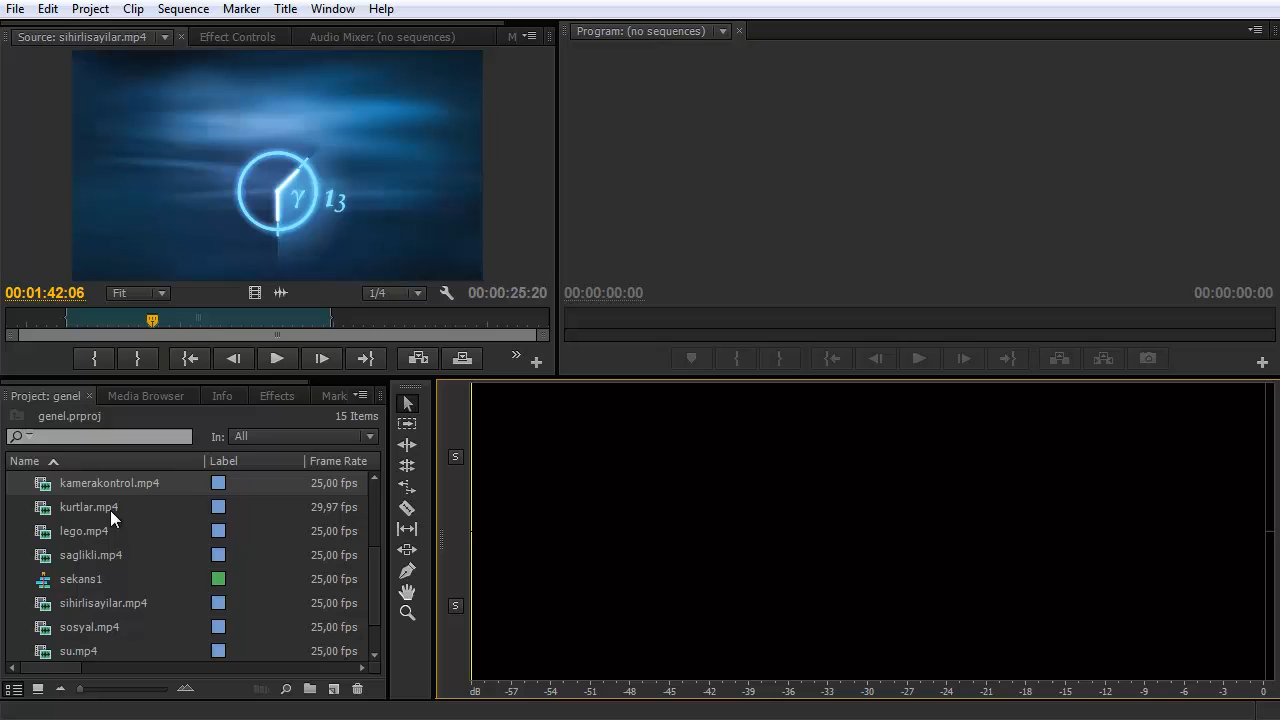 File Edit Project Clip Sequence Marker Title Window Help
Source: sihirlisayilar.mp4 Effect Controls Audio Mixer: (no sequences) M
Program: (no sequences)
γ 13
00:01:42:06 Fit 1/4 00:00:25:20
00:00:00:00 00:00:00:00
Project: genel Media Browser Info Effects Mark
genel.prproj 15 Items
In: All
Name Label Frame Rate
kamerakontrol.mp4 25,00 fps
kurtlar.mp4 29,97 fps
lego.mp4 25,00 fps
saglikli.mp4 25,00 fps
sekans1 25,00 fps
sihirlisayilar.mp4 25,00 fps
sosyal.mp4 25,00 fps
su.mp4 25,00 fps
S
S
dB -57 -54 -51 -48 -45 -42 -39 -36 -33 -30 -27 -24 -21 -18 -15 -12 -9 -6 -3 0